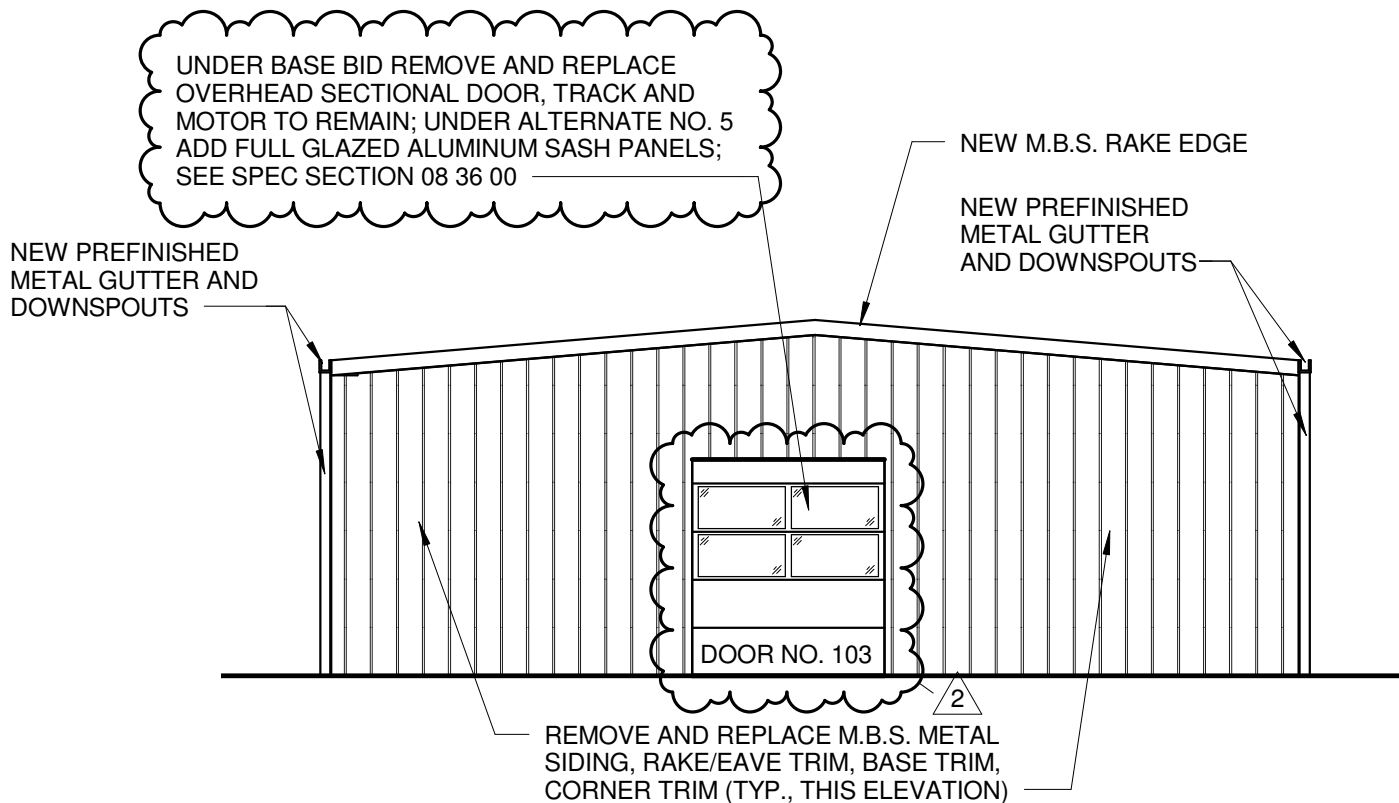 UNDER BASE BID REMOVE AND REPLACE
OVERHEAD SECTIONAL DOOR, TRACK AND
MOTOR TO REMAIN; UNDER ALTERNATE NO. 5
ADD FULL GLAZED ALUMINUM SASH PANELS;
SEE SPEC SECTION 08 36 00
NEW M.B.S. RAKE EDGE
NEW PREFINISHED
METAL GUTTER
AND DOWNSPOUTS
NEW PREFINISHED
METAL GUTTER AND
DOWNSPOUTS
DOOR NO. 103
2
REMOVE AND REPLACE M.B.S. METAL
SIDING, RAKE/EAVE TRIM, BASE TRIM,
CORNER TRIM (TYP., THIS ELEVATION)